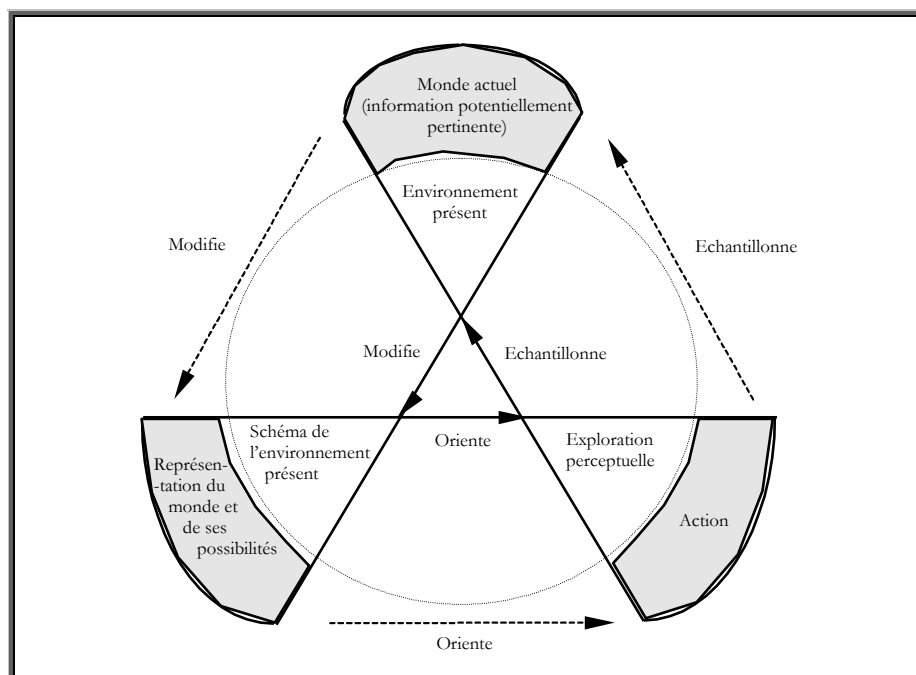 Monde actuel
(information potentiellement
pertinente)
Environnement
présent
Modifie
Echantillonne
Modifie
Echantillonne
Schéma de
l'environnement
présent
Oriente
Exploration
perceptuelle
Représen-
-tation du
monde et
de ses
possibilités
Action
Oriente